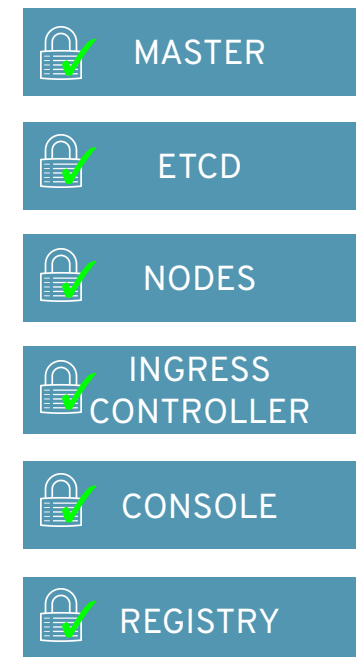 MASTER
ETCD
NODES
INGRESS
CONTROLLER
CONSOLE
REGISTRY